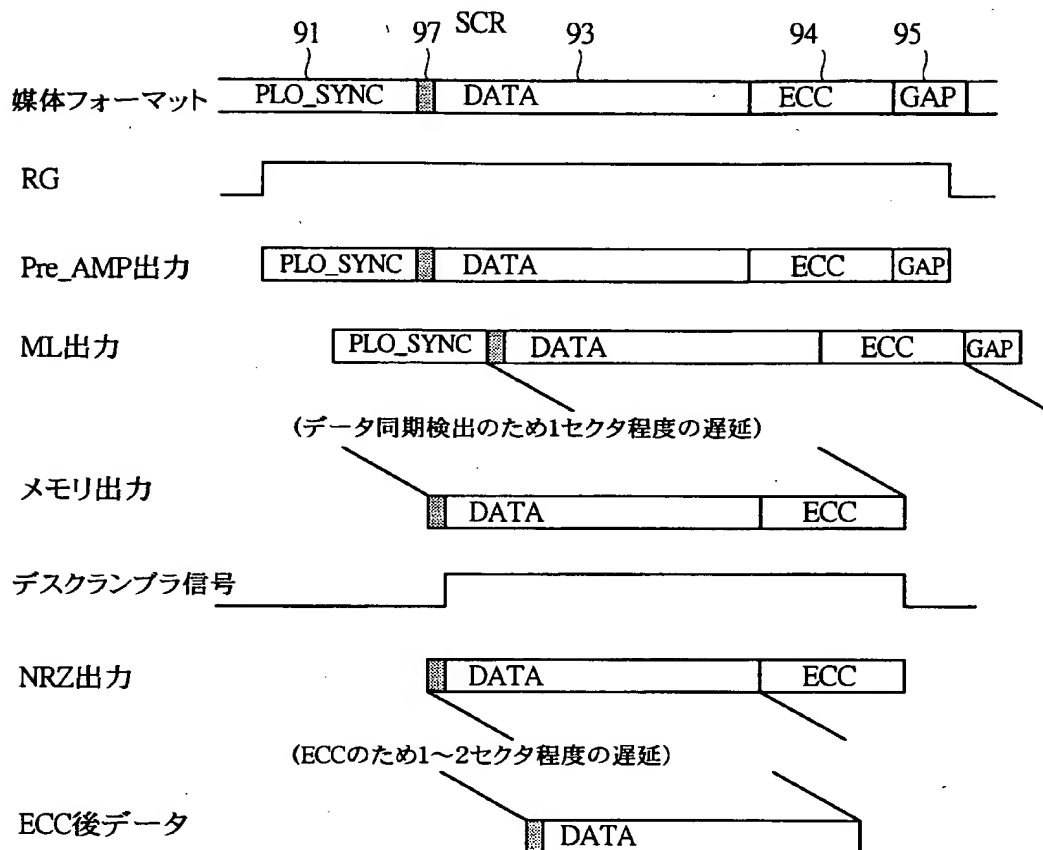 SCR
91 97 93 94 95
媒体フォーマット PLO_SYNC DATA ECC GAP
RG
Pre_AMP出力 PLO_SYNC DATA ECC GAP
ML出力 PLO_SYNC DATA ECC GAP
(データ同期検出のため1セクタ程度の遅延)
メモリ出力 DATA ECC
デスクランブラ信号
NRZ出力 DATA ECC
(ECCのため1～2セクタ程度の遅延)
ECC後データ DATA